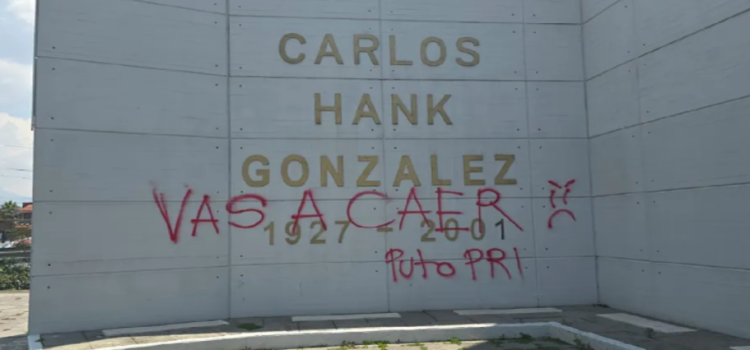 CARLOS
HANK
GONZALEZ
VAS A CAER
1927 - 2001
Puto PRI